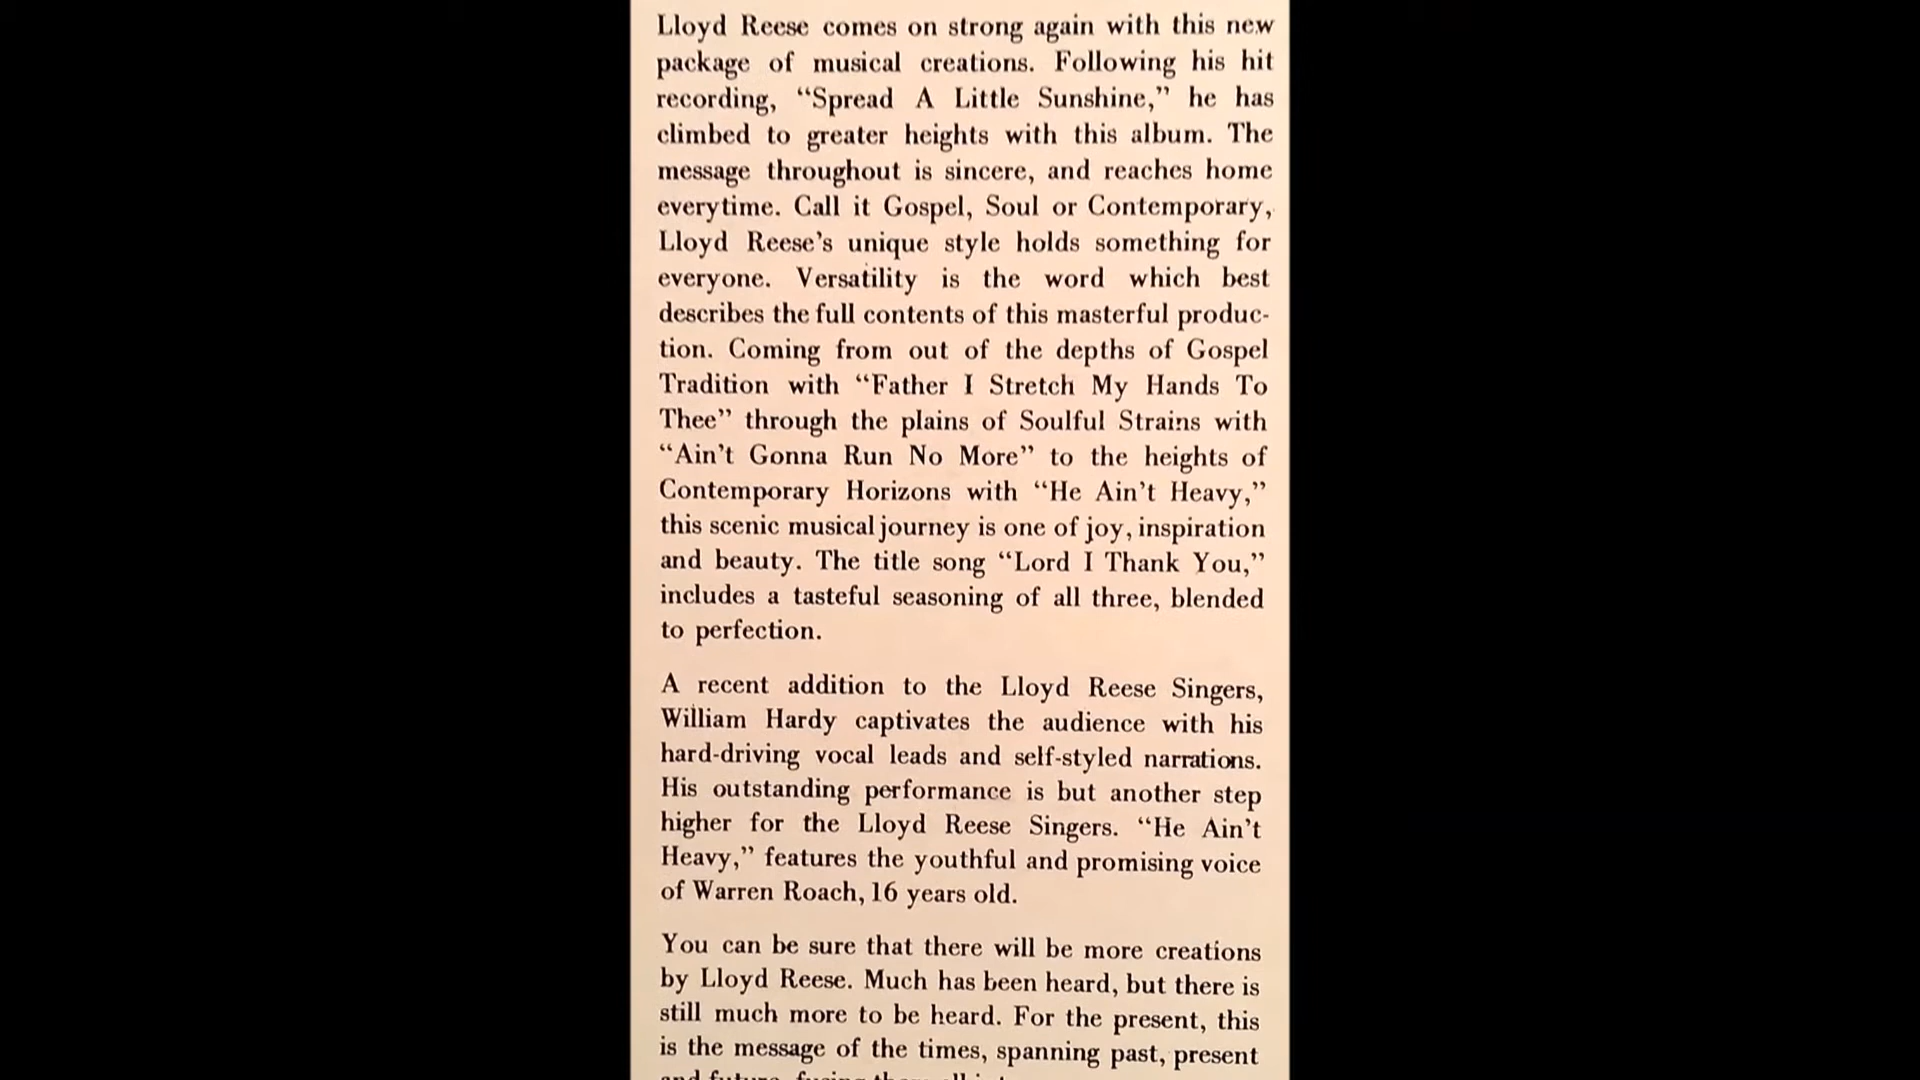 Lloyd Reese comes on strong again with this new
package of musical creations. Following his hit
recording, “Spread A Little Sunshine,” he has
climbed to greater heights with this album. The
message throughout is sincere, and reaches home
everytime. Call it Gospel, Soul or Contemporary,
Lloyd Reese’s unique style holds something for
everyone. Versatility is the word which best
describes the full contents of this masterful produc-
tion. Coming from out of the depths of Gospel
Tradition with “Father I Stretch My Hands To
Thee” through the plains of Soulful Strains with
“Ain’t Gonna Run No More” to the heights of
Contemporary Horizons with “He Ain’t Heavy,”
this scenic musical journey is one of joy, inspiration
and beauty. The title song “Lord I Thank You,”
includes a tasteful seasoning of all three, blended
to perfection.
A recent addition to the Lloyd Reese Singers,
William Hardy captivates the audience with his
hard-driving vocal leads and self-styled narrations.
His outstanding performance is but another step
higher for the Lloyd Reese Singers. “He Ain’t
Heavy,” features the youthful and promising voice
of Warren Roach, 16 years old.
You can be sure that there will be more creations
by Lloyd Reese. Much has been heard, but there is
still much more to be heard. For the present, this
is the message of the times, spanning past, present
and future,